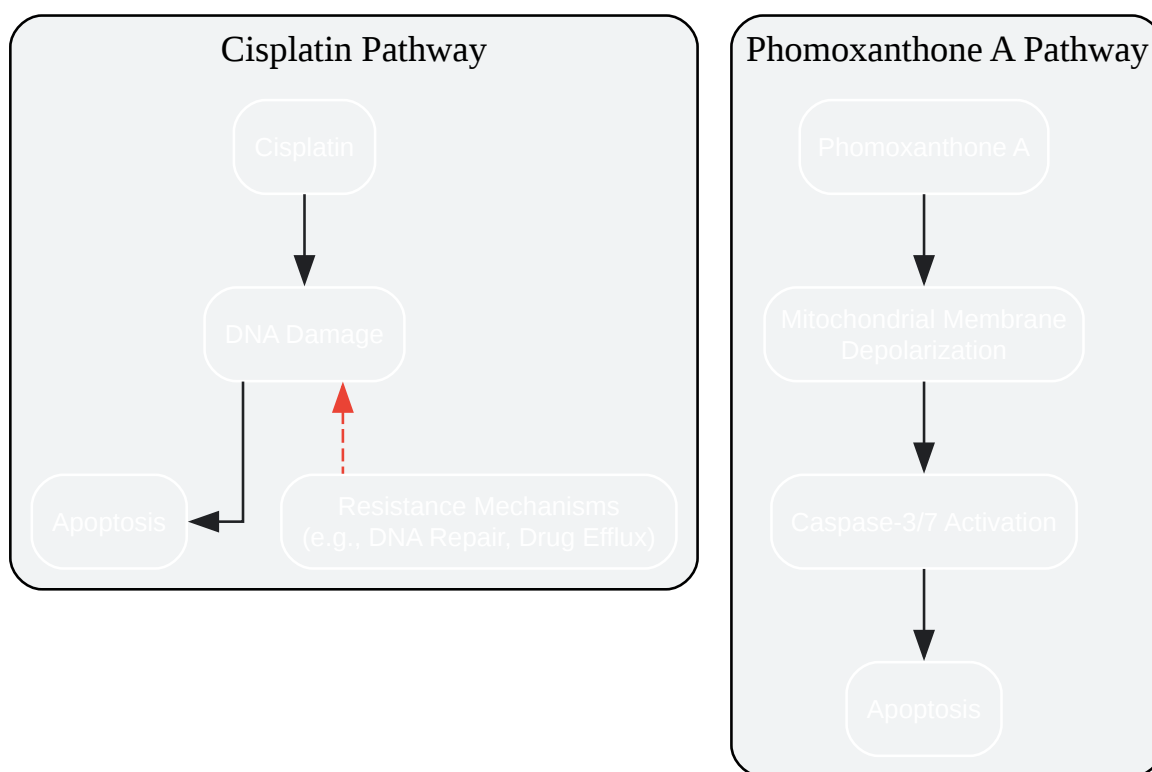 Cisplatin Pathway
Cisplatin
DNA Damage
Apoptosis
Resistance Mechanisms
(e.g., DNA Repair, Drug Efflux)
Phomoxanthone A Pathway
Phomoxanthone A
Mitochondrial Membrane
Depolarization
Caspase-3/7 Activation
Apoptosis